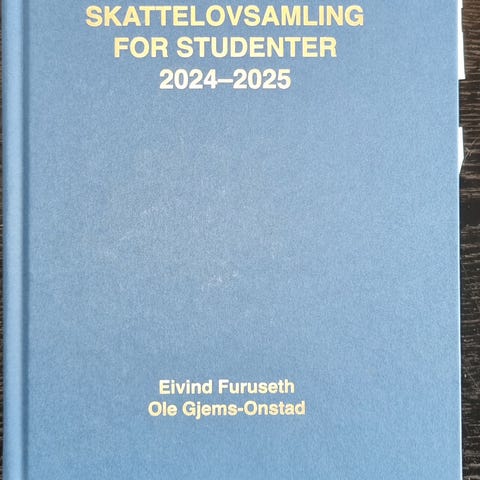 SKATTELOVSAMLING
FOR STUDENTER
2024–2025
Eivind Furuseth
Ole Gjems-Onstad